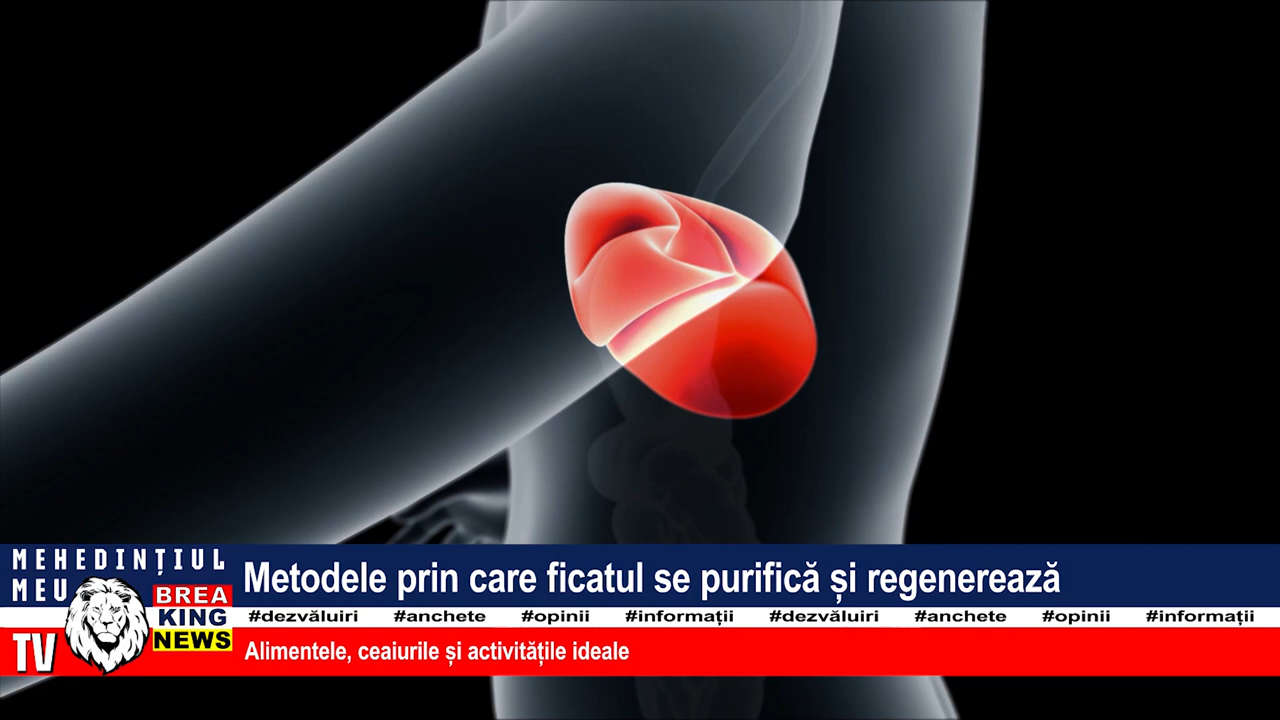 MEHEDINȚIUL
MEU
TV
BREA
KING
NEWS
Metodele prin care ficatul se purifică și regenerează
#dezvăluiri #anchete #opinii #informații #dezvăluiri #anchete #opinii #informații
Alimentele, ceaiurile și activitățile ideale